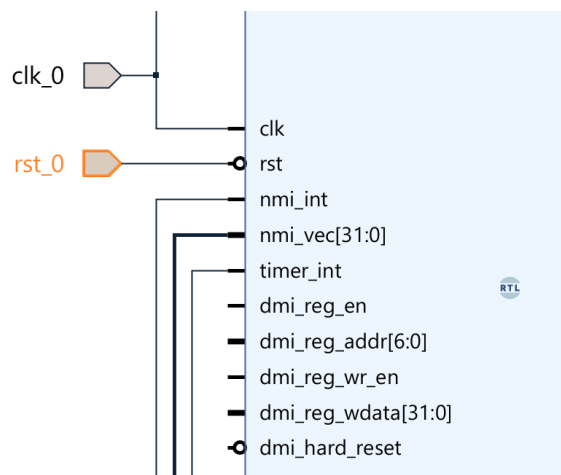 clk_0
clk
rst_0
rst
nmi_int
nmi_vec[31:0]
timer_int
RTL
dmi_reg_en
dmi_reg_addr[6:0]
dmi_reg_wr_en
dmi_reg_wdata[31:0]
dmi_hard_reset